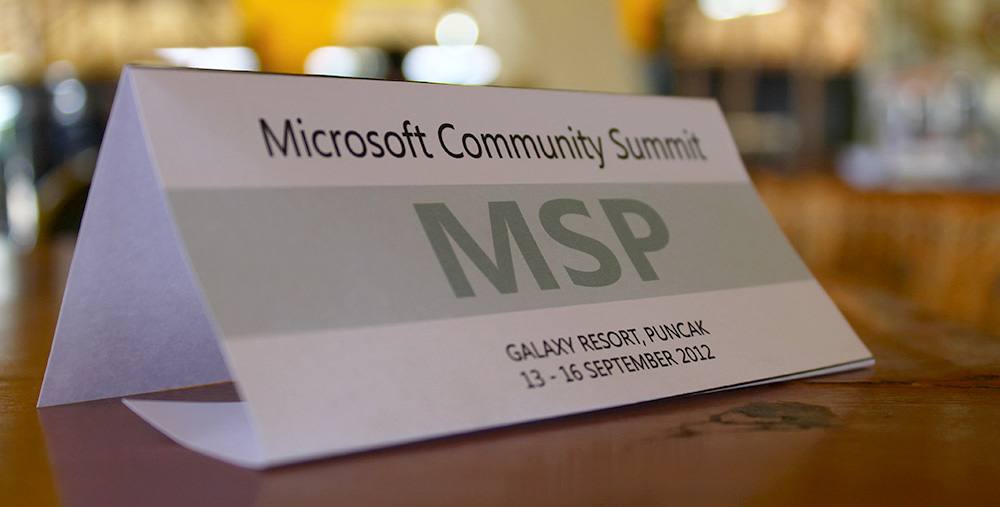 Microsoft Community Summit
MSP
GALAXY RESORT, PUNCAK
13 - 16 SEPTEMBER 2012